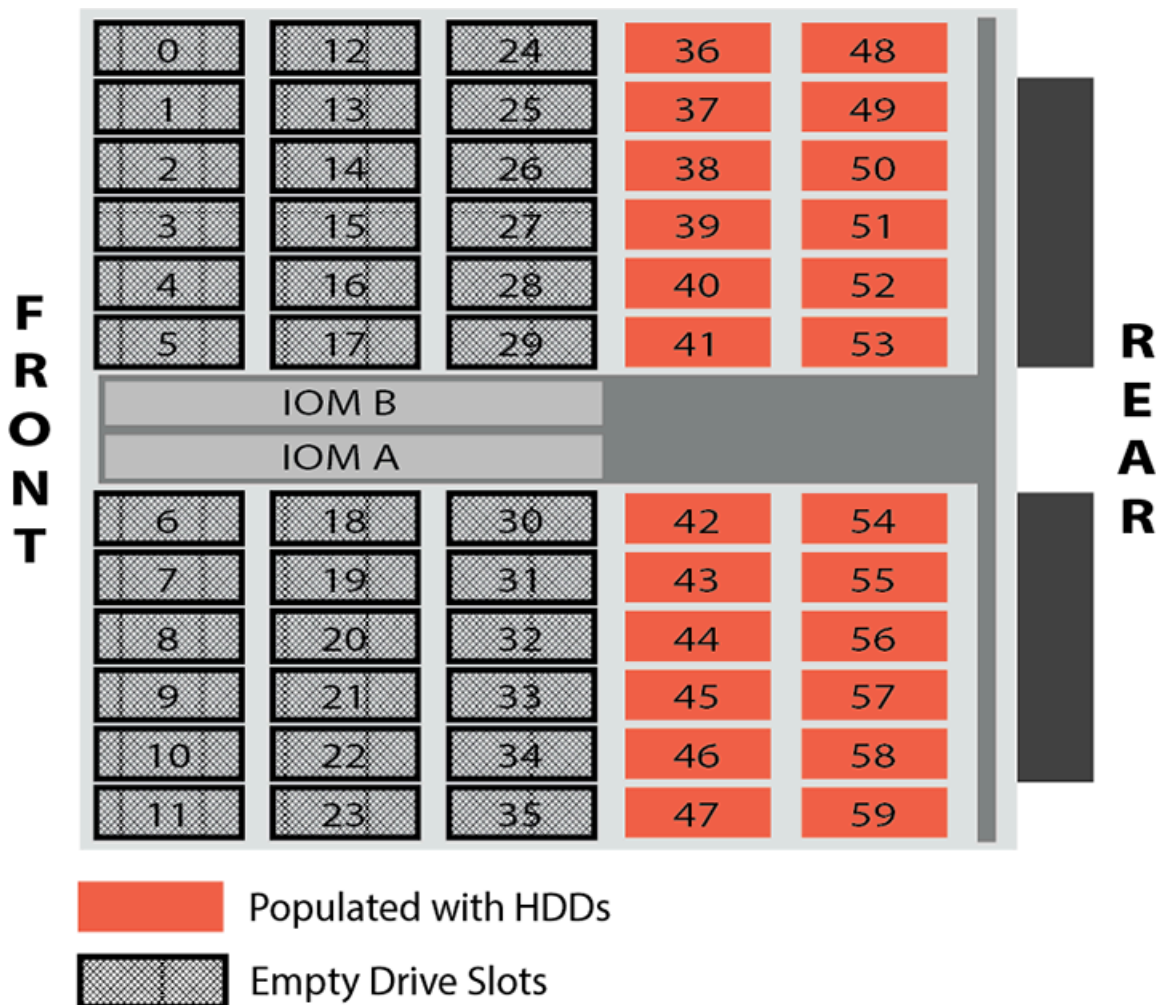 0 12 24 36 48
1 13 25 37 49
2 14 26 38 50
3 15 27 39 51
4 16 28 40 52
5 17 29 41 53
FRONT
IOM B
IOM A
REAR
6 18 30 42 54
7 19 31 43 55
8 20 32 44 56
9 21 33 45 57
10 22 34 46 58
11 23 35 47 59
Populated with HDDs
Empty Drive Slots